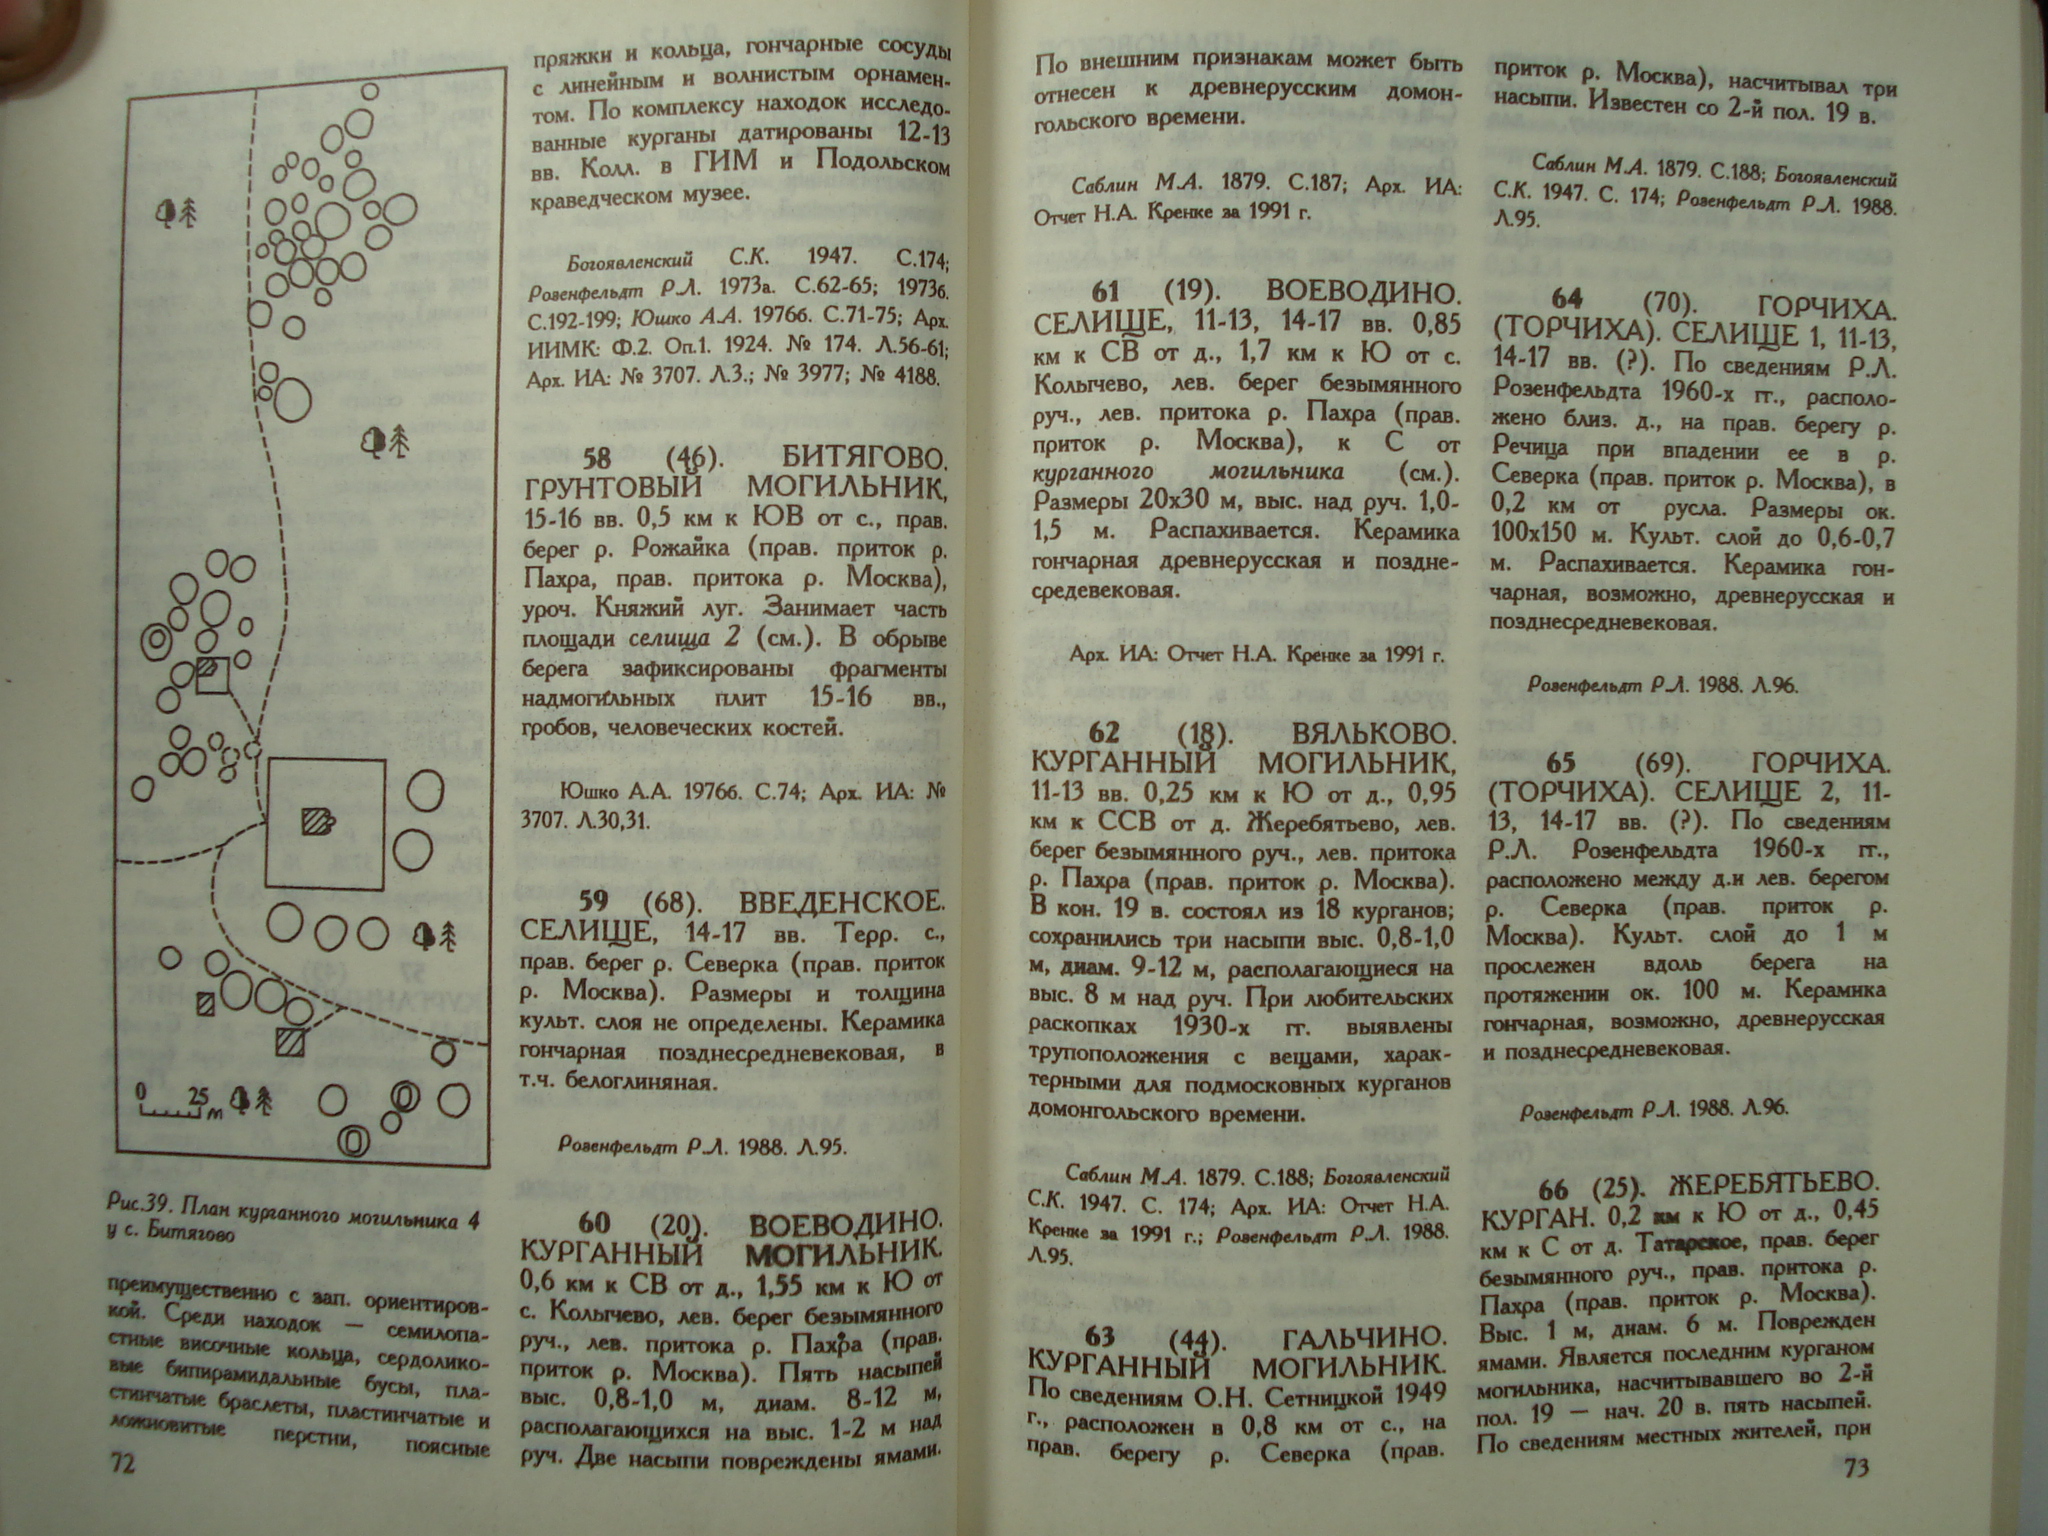 0 25 м
Рис.39. План курганного могильника 4
у с. Битягово
преимущественно с зап. ориентиров-
кой. Среди находок — семилопа-
стные височные кольца, сердолико-
вые бипирамидальные бусы, пла-
стинчатые браслеты, пластинчатые и
ложновитые перстни, поясные
72
пряжки и кольца, гончарные сосуды
с линейным и волнистым орнамен-
том. По комплексу находок исследо-
ванные курганы датированы 12-13
вв. Колл. в ГИМ и Подольском
краведческом музее.
Богоявленский С.К. 1947. С.174;
Розенфельдт Р.Л. 1973а. С.62-65; 1973б.
С.192-199; Юшко А.А. 1976б. С.71-75; Арх.
ИИМК: Ф.2. Оп.1. 1924. № 174. Л.56-61;
Арх. ИА: № 3707. Л.3.; № 3977; № 4188.
58 (46). БИТЯГОВО.
ГРУНТОВЫЙ МОГИЛЬНИК,
15-16 вв. 0,5 км к ЮВ от с., прав.
берег р. Рожайка (прав. приток р.
Пахра, прав. притока р. Москва),
уроч. Княжий луг. Занимает часть
площади селища 2 (см.). В обрыве
берега зафиксированы фрагменты
надмогильных плит 15-16 вв.,
гробов, человеческих костей.
Юшко А.А. 1976б. С.74; Арх. ИА: №
3707. Л.30,31.
59 (68). ВВЕДЕНСКОЕ.
СЕЛИЩЕ, 14-17 вв. Терр. с.,
прав. берег р. Северка (прав. приток
р. Москва). Размеры и толщина
культ. слоя не определены. Керамика
гончарная позднесредневековая, в
т.ч. белоглиняная.
Розенфельдт Р.Л. 1988. Л.95.
60 (20). ВОЕВОДИНО.
КУРГАННЫЙ МОГИЛЬНИК.
0,6 км к СВ от д., 1,55 км к Ю от
с. Колычево, лев. берег безымянного
руч., лев. притока р. Пахра (прав.
приток р. Москва). Пять насыпей
выс. 0,8-1,0 м, диам. 8-12 м,
располагающихся на выс. 1-2 м над
руч. Две насыпи повреждены ямами.
По внешним признакам может быть
отнесен к древнерусским домон-
гольского времени.
Саблин М.А. 1879. С.187; Арх. ИА:
Отчет Н.А. Кренке за 1991 г.
61 (19). ВОЕВОДИНО.
СЕЛИЩЕ, 11-13, 14-17 вв. 0,85
км к СВ от д., 1,7 км к Ю от с.
Колычево, лев. берег безымянного
руч., лев. притока р. Пахра (прав.
приток р. Москва), к С от
курганного могильника (см.).
Размеры 20х30 м, выс. над руч. 1,0-
1,5 м. Распахивается. Керамика
гончарная древнерусская и поздне-
средевековая.
Арх. ИА: Отчет Н.А. Кренке за 1991 г.
62 (18). ВЯЛЬКОВО.
КУРГАННЫЙ МОГИЛЬНИК,
11-13 вв. 0,25 км к Ю от д., 0,95
км к ССВ от д. Жеребятьево, лев.
берег безымянного руч., лев. притока
р. Пахра (прав. приток р. Москва).
В кон. 19 в. состоял из 18 курганов;
сохранились три насыпи выс. 0,8-1,0
м, диам. 9-12 м, располагающиеся на
выс. 8 м над руч. При любительских
раскопках 1930-х гг. выявлены
трупоположения с вещами, харак-
терными для подмосковных курганов
домонгольского времени.
Саблин М.А. 1879. С.188; Богоявленский
С.К. 1947. С. 174; Арх. ИА: Отчет Н.А.
Кренке за 1991 г.; Розенфельдт Р.Л. 1988.
Л.95.
63 (44). ГАЛЬЧИНО.
КУРГАННЫЙ МОГИЛЬНИК.
По сведениям О.Н. Сетницкой 1949
г., расположен в 0,8 км от с., на
прав. берегу р. Северка (прав.
приток р. Москва), насчитывал три
насыпи. Известен со 2-й пол. 19 в.
Саблин М.А. 1879. С.188; Богоявленский
С.К. 1947. С. 174; Розенфельдт Р.Л. 1988.
Л.95.
64 (70). ГОРЧИХА.
(ТОРЧИХА). СЕЛИЩЕ 1, 11-13,
14-17 вв. (?). По сведениям Р.Л.
Розенфельдта 1960-х гг., располо-
жено близ. д., на прав. берегу р.
Речица при впадении ее в р.
Северка (прав. приток р. Москва), в
0,2 км от русла. Размеры ок.
100х150 м. Культ. слой до 0,6-0,7
м. Распахивается. Керамика гон-
чарная, возможно, древнерусская и
позднесредневековая.
Розенфельдт Р.Л. 1988. Л.96.
65 (69). ГОРЧИХА.
(ТОРЧИХА). СЕЛИЩЕ 2, 11-
13, 14-17 вв. (?). По сведениям
Р.Л. Розенфельдта 1960-х гг.,
расположено между д.и лев. берегом
р. Северка (прав. приток р.
Москва). Культ. слой до 1 м
прослежен вдоль берега на
протяжении ок. 100 м. Керамика
гончарная, возможно, древнерусская
и позднесредневековая.
Розенфельдт Р.Л. 1988. Л.96.
66 (25). ЖЕРЕБЯТЬЕВО.
КУРГАН. 0,2 км к Ю от д., 0,45
км к С от д. Татарское, прав. берег
безымянного руч., прав. притока р.
Пахра (прав. приток р. Москва).
Выс. 1 м, диам. 6 м. Поврежден
ямами. Является последним курганом
могильника, насчитывавшего во 2-й
пол. 19 — нач. 20 в. пять насыпей.
По сведениям местных жителей, при
73